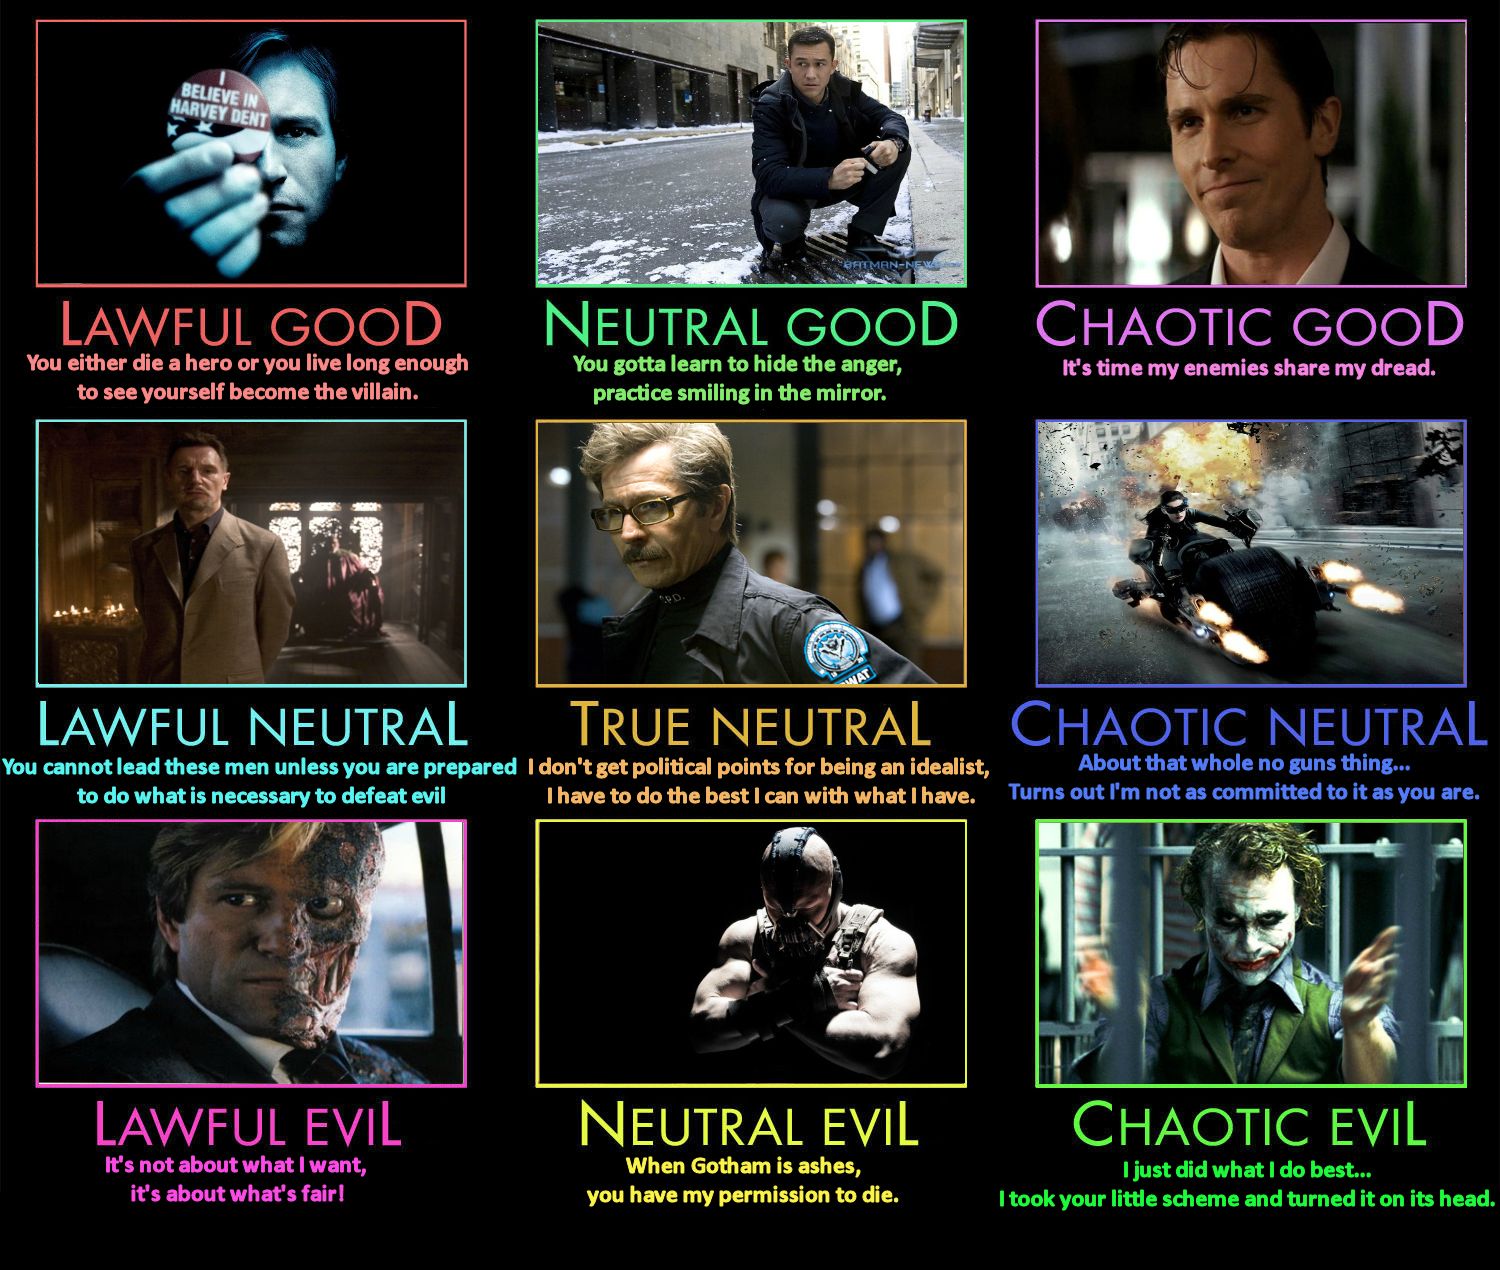 I
BELIEVE IN
HARVEY DENT
BATMAN-NEWS
LAWFUL GOOD
You either die a hero or you live long enough
to see yourself become the villain.
NEUTRAL GOOD
You gotta learn to hide the anger,
practice smiling in the mirror.
CHAOTIC GOOD
It's time my enemies share my dread.
P.D.
SWAT
LAWFUL NEUTRAL
You cannot lead these men unless you are prepared
to do what is necessary to defeat evil
TRUE NEUTRAL
I don't get political points for being an idealist,
I have to do the best I can with what I have.
CHAOTIC NEUTRAL
About that whole no guns thing...
Turns out I'm not as committed to it as you are.
LAWFUL EVIL
It's not about what I want,
it's about what's fair!
NEUTRAL EVIL
When Gotham is ashes,
you have my permission to die.
CHAOTIC EVIL
I just did what I do best...
I took your little scheme and turned it on its head.